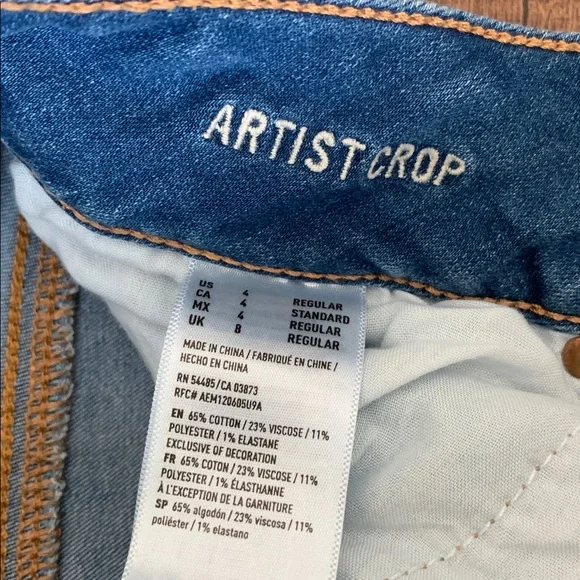 ARTIST CROP
US 4 REGULAR
CA 4 STANDARD
MX 4 REGULAR
UK 8 REGULAR
MADE IN CHINA / FABRIQUÉ EN CHINE /
HECHO EN CHINA
RN 54485/CA 03873
RFC# AEM120605U9A
EN 65% COTTON / 23% VISCOSE / 11%
POLYESTER / 1% ELASTANE
EXCLUSIVE OF DECORATION
FR 65% COTON / 23% VISCOSE / 11%
POLYESTER / 1% ÉLASTHANNE
À L'EXCEPTION DE LA GARNITURE
SP 65% algodón / 23% viscosa / 11%
poliéster / 1% elastano